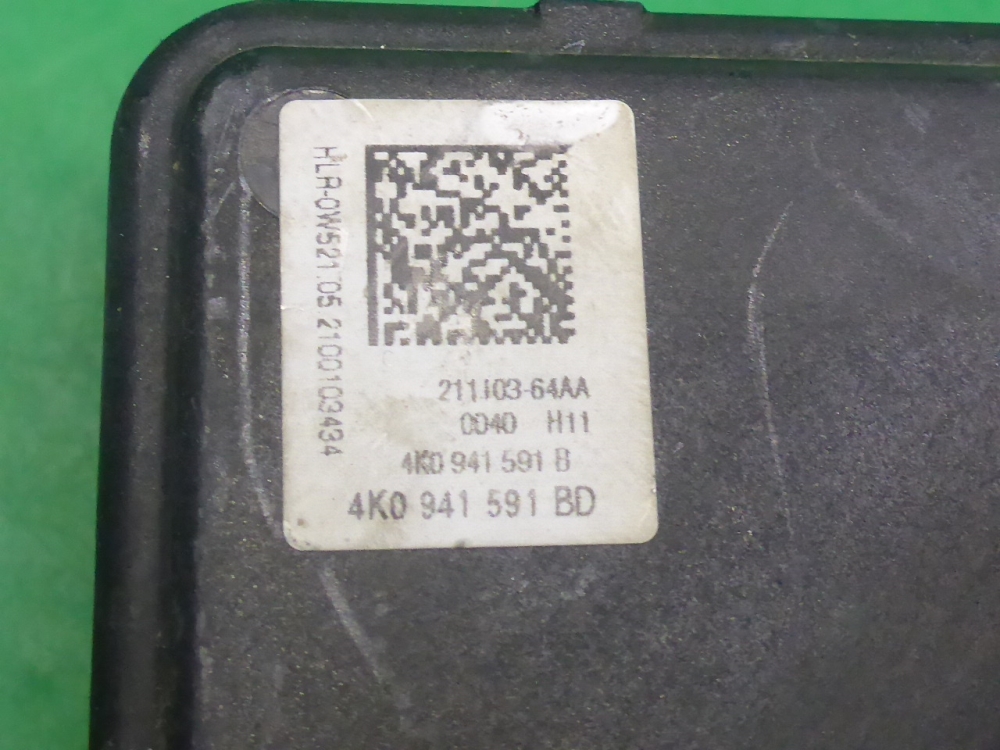 HLR-0W521.05 2100103434
211103-64AA
0040 H11
4K0 941 591 B
4K0 941 591 BD